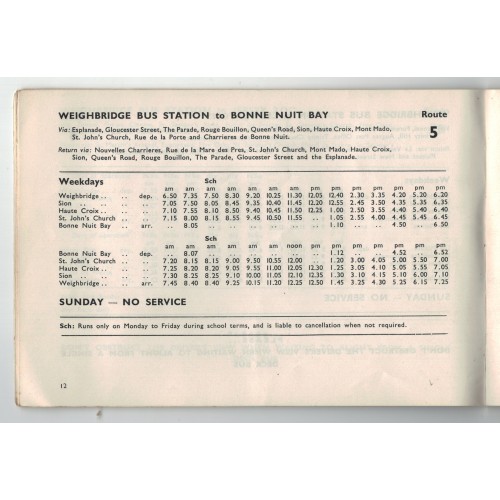 WEIGHBRIDGE BUS STATION to BONNE NUIT BAY Route
5
Via: Esplanade, Gloucester Street, The Parade, Rouge Bouillon, Queen's Road, Sion, Haute Croix, Mont Mado,
St. John's Church, Rue de la Porte and Charrieres de Bonne Nuit.
Return via: Nouvelles Charrieres, Rue de la Mare des Pres, St. John's Church, Mont Mado, Haute Croix,
Sion, Queen's Road, Rouge Bouillon, The Parade, Gloucester Street and the Esplanade.
Weekdays Sch
am am am am am am am pm pm pm pm pm pm pm
Weighbridge .. .. dep. 6.50 7.35 7.50 8.30 9.20 10.25 11.30 12.05 12.40 2.30 3.35 4.20 5.20 6.20
Sion .. .. .. .. 7.05 7.50 8.05 8.45 9.35 10.40 11.45 12.20 12.55 2.45 3.50 4.35 5.35 6.35
Haute Croix .. .. .. 7.10 7.55 8.10 8.50 9.40 10.45 11.50 12.25 1.00 2.50 3.55 4.40 5.40 6.40
St. John's Church .. .. 7.15 8.00 .. 8.55 9.45 10.50 11.55 .. 1.05 2.55 4.00 4.45 5.45 6.45
Bonne Nuit Bay .. arr. .. 8.05 .. .. .. .. .. .. 1.10 .. .. 4.50 .. 6.50
Sch
am am am am am am noon pm pm pm pm pm pm pm
Bonne Nuit Bay .. dep. .. 8.07 .. .. .. .. .. .. 1.12 .. .. 4.52 .. 6.52
St. John's Church .. .. 7.20 8.15 8.15 9.00 9.50 10.55 12.00 .. 1.20 3.00 4.05 5.00 5.50 7.00
Haute Croix .. .. .. 7.25 8.20 8.20 9.05 9.55 11.00 12.05 12.30 1.25 3.05 4.10 5.05 5.55 7.05
Sion .. .. .. .. 7.30 8.25 8.25 9.10 10.00 11.05 12.10 12.35 1.30 3.10 4.15 5.10 6.00 7.10
Weighbridge .. .. arr. 7.45 8.40 8.40 9.25 10.15 11.20 12.25 12.50 1.45 3.25 4.30 5.25 6.15 7.25
SUNDAY — NO SERVICE
Sch: Runs only on Monday to Friday during school terms, and is liable to cancellation when not required.
12